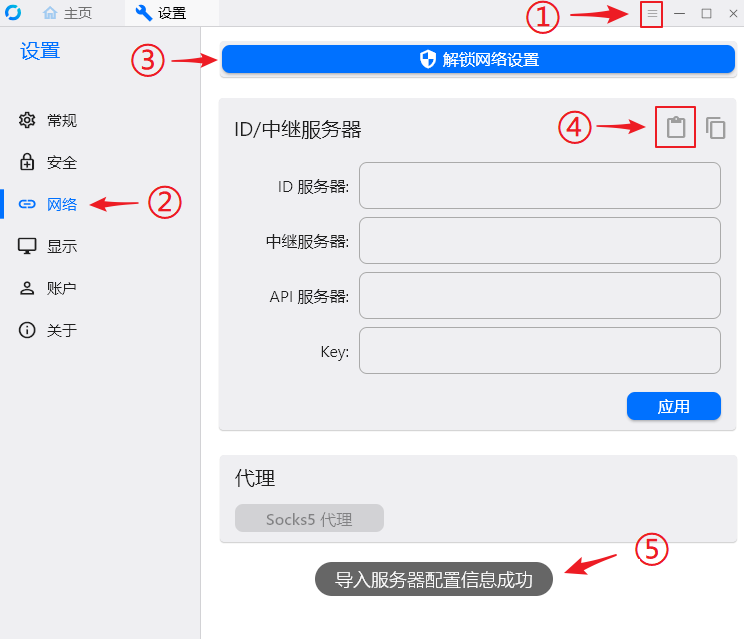 主页
设置
①
设置
③
解锁网络设置
常规
ID/中继服务器
④
安全
ID 服务器:
网络
②
中继服务器:
显示
账户
API 服务器:
关于
Key:
应用
代理
Socks5 代理
⑤
导入服务器配置信息成功